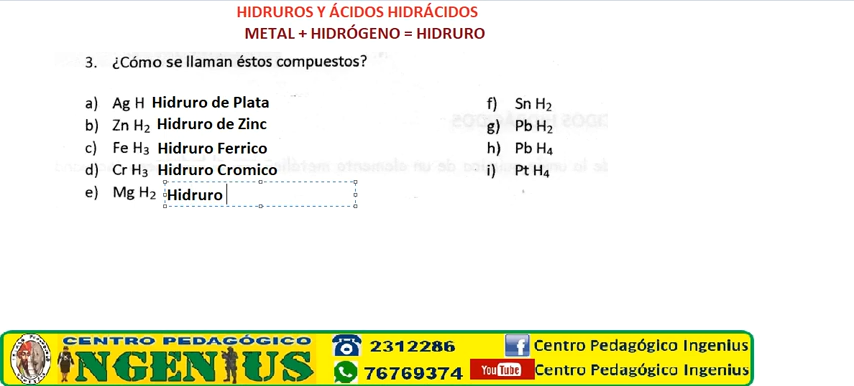 HIDRUROS Y ÁCIDOS HIDRÁCIDOS
METAL + HIDRÓGENO = HIDRURO
3. ¿Cómo se llaman éstos compuestos?
a) Ag H Hidruro de Plata
b) Zn H₂ Hidruro de Zinc
c) Fe H₃ Hidruro Ferrico
d) Cr H₃ Hidruro Cromico
e) Mg H₂ Hidruro
f) Sn H₂
g) Pb H₂
h) Pb H₄
i) Pt H₄
CENTRO PEDAGÓGICO
INGENIUS
2312286
76769374
f Centro Pedagógico Ingenius
YouTube Centro Pedagógico Ingenius